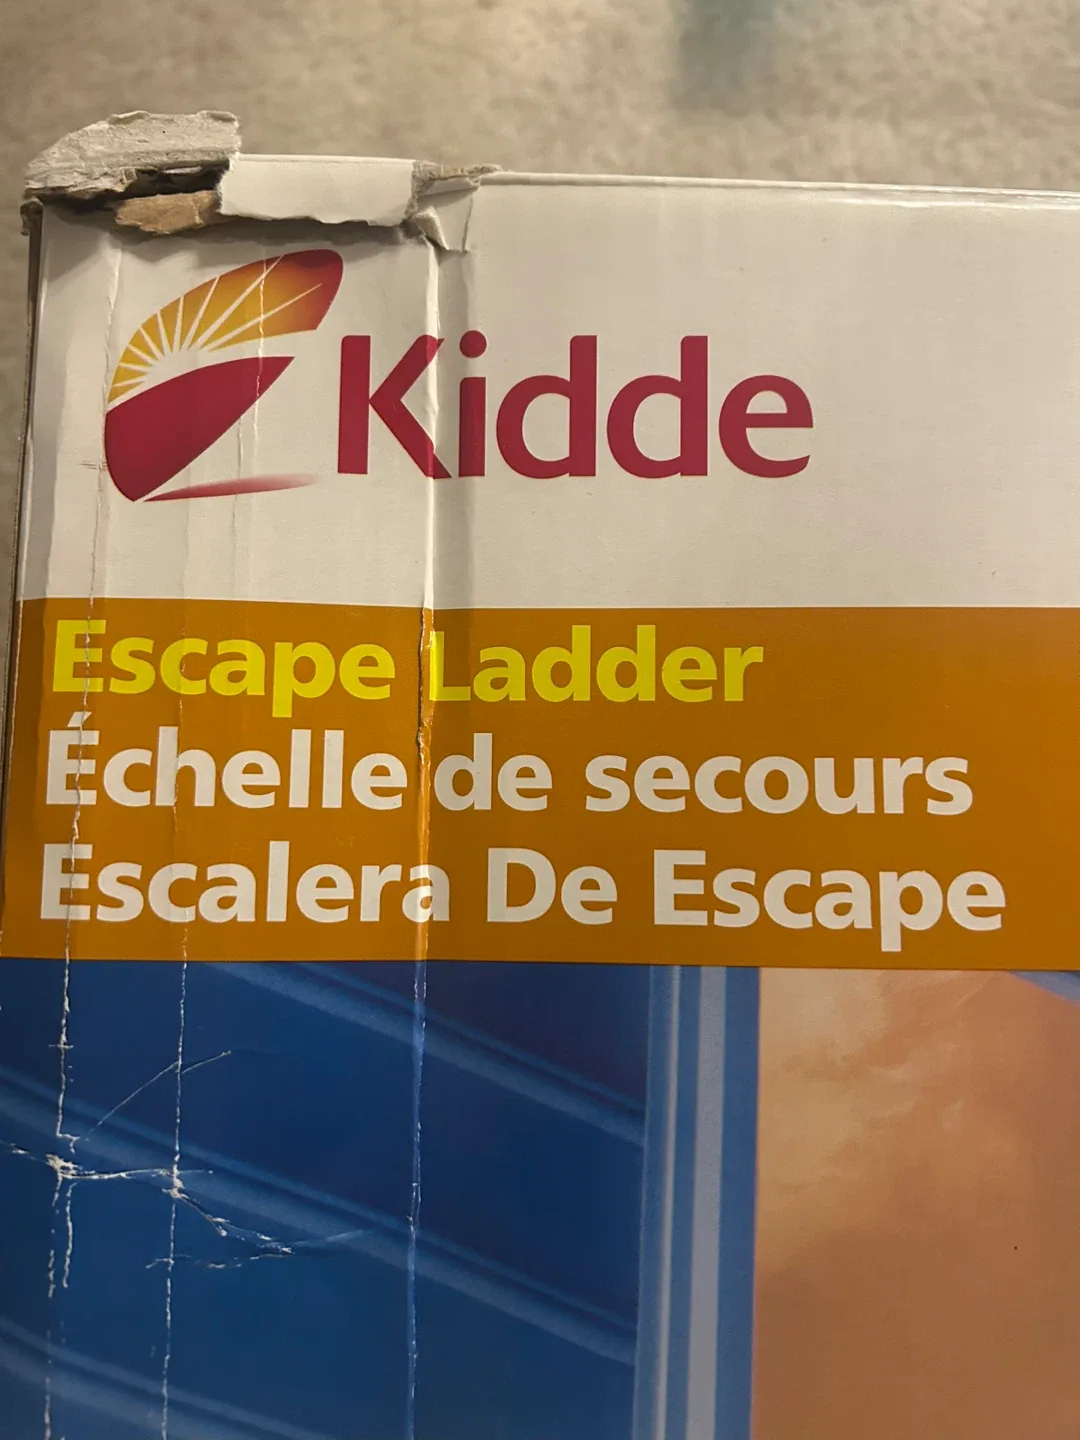 Kidde
Escape Ladder
Échelle de secours
Escalera De Escape